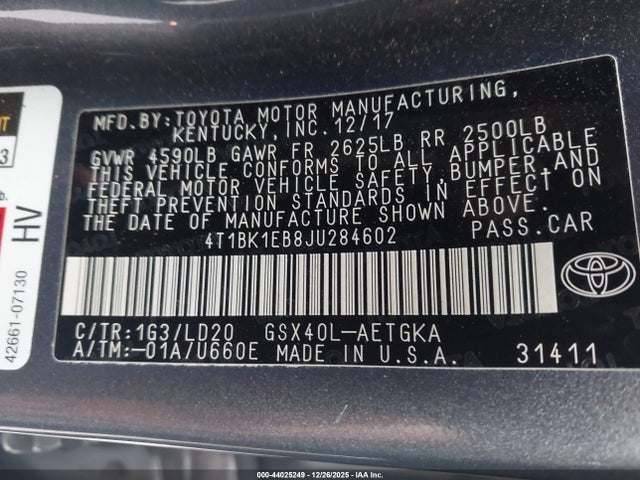 MFD.BY:TOYOTA MOTOR MANUFACTURING,
KENTUCKY,INC.12/17
GVWR 4590LB GAWR FR 2625LB RR 2500LB
THIS VEHICLE CONFORMS TO ALL APPLICABLE
FEDERAL MOTOR VEHICLE SAFETY,BUMPER,AND
THEFT PREVENTION STANDARDS IN EFFECT ON
THE DATE OF MANUFACTURE SHOWN ABOVE.
4T1BK1EB8JU284602 PASS.CAR
C/TR:1G3/LD20 GSX40L-AETGKA
A/TM:-01A/U660E MADE IN U.S.A. 31411
HV
42661-07130
3
b.
000-44025249 - 12/26/2025 - IAA Inc.